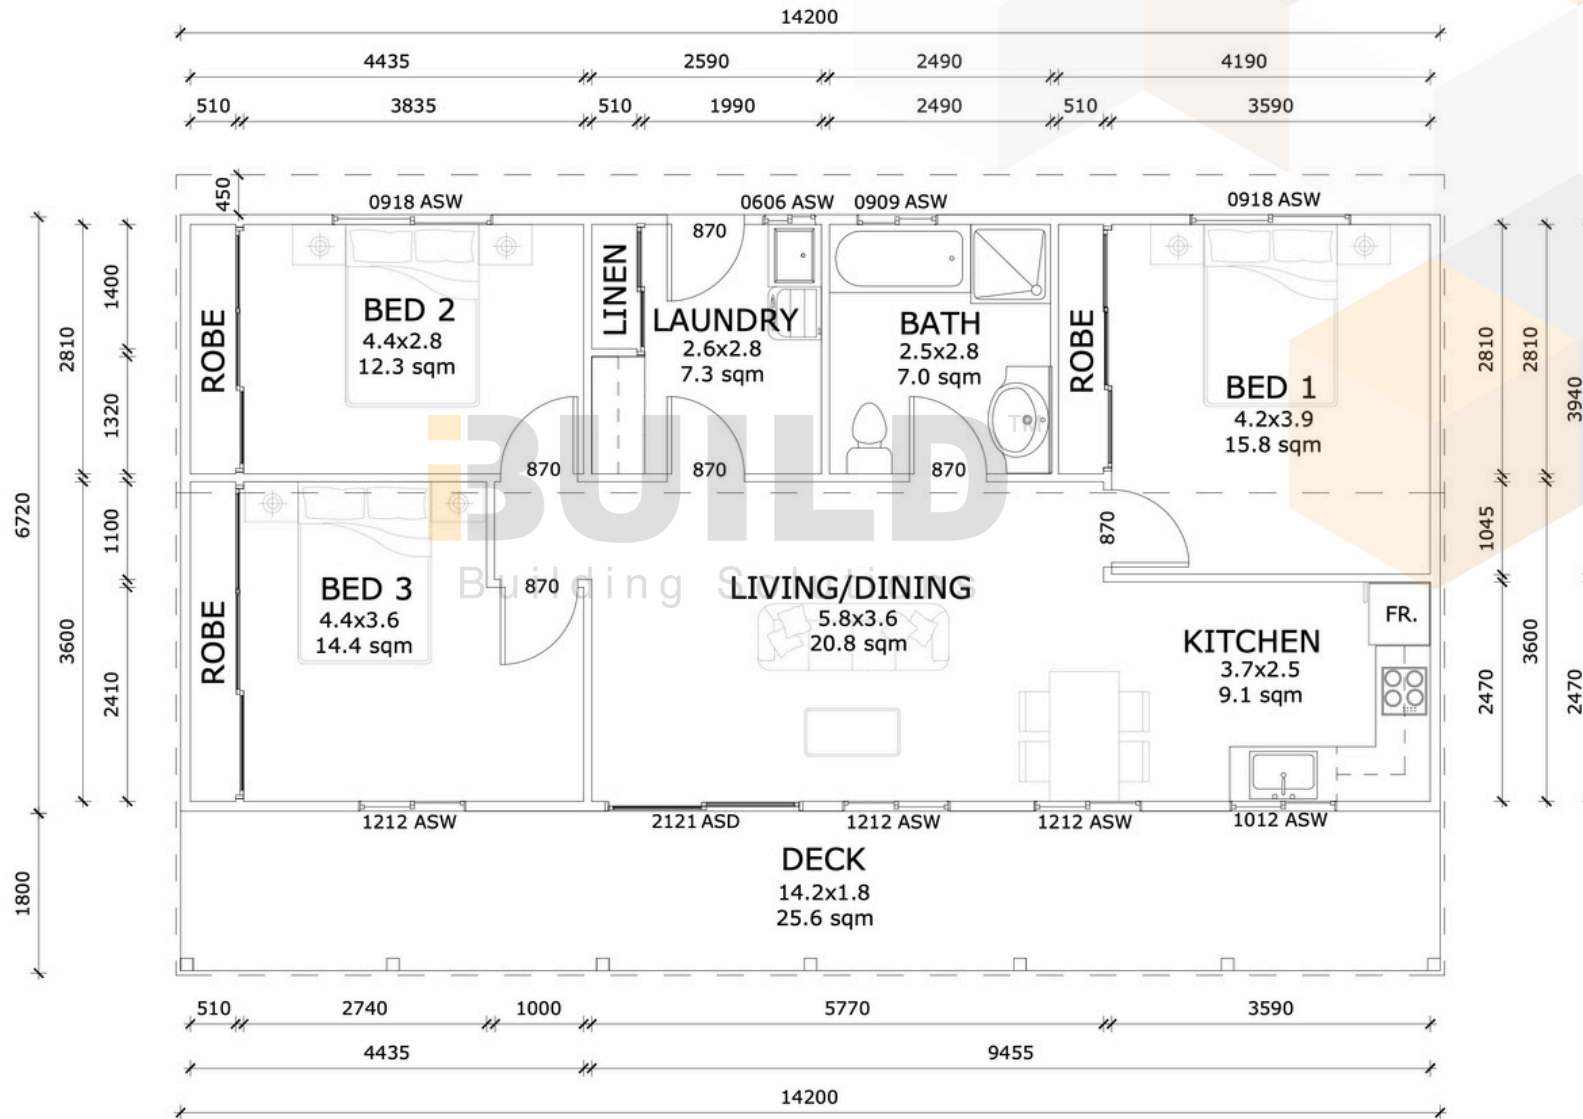 14200
4435 2590 2490 4190
510 3835 510 1990 2490 510 3590
450
0918 ASW 0606 ASW 0909 ASW 0918 ASW
870
LINEN
ROBE
BED 2
4.4x2.8
12.3 sqm
LAUNDRY
2.6x2.8
7.3 sqm
BATH
2.5x2.8
7.0 sqm
ROBE
BED 1
4.2x3.9
15.8 sqm
1400
2810
1320
2810
2810
3940
iBUILD TM
Building Solutions
870 870 870
6720
1100
1045
870
870
ROBE
BED 3
4.4x3.6
14.4 sqm
LIVING/DINING
5.8x3.6
20.8 sqm
FR.
KITCHEN
3.7x2.5
9.1 sqm
3600
2410
2470
3600
2470
1212 ASW 2121 ASD 1212 ASW 1212 ASW 1012 ASW
DECK
14.2x1.8
25.6 sqm
1800
510 2740 1000 5770 3590
4435 9455
14200